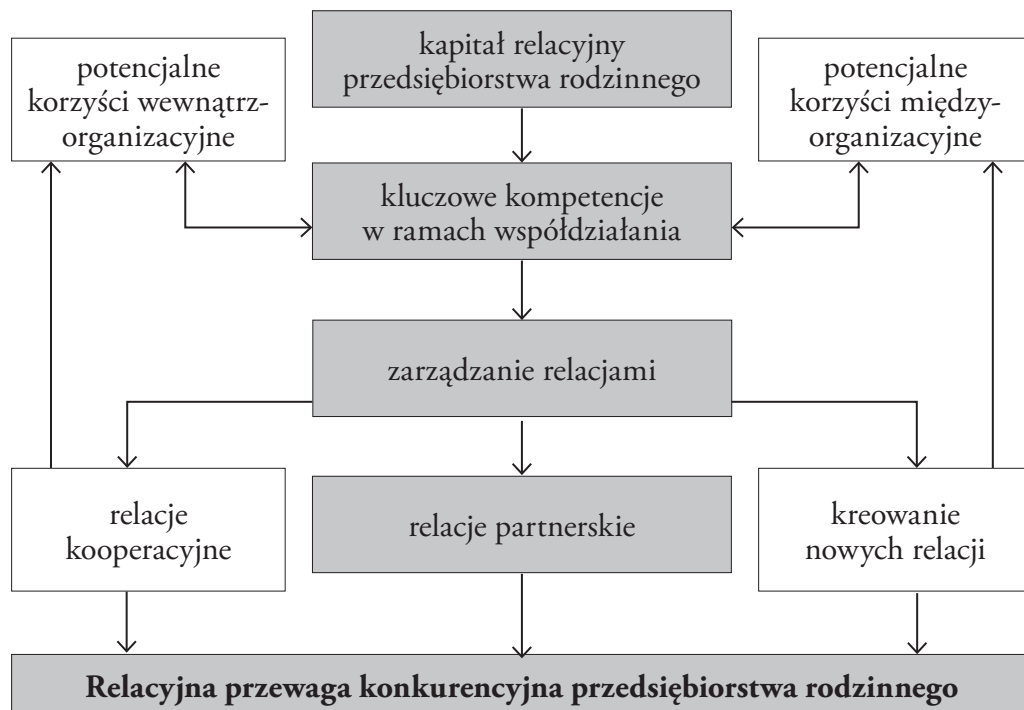 kapitał relacyjny
przedsiębiorstwa rodzinnego
potencjalne
korzyści wewnątrz-
organizacyjne
potencjalne
korzyści między-
organizacyjne
kluczowe kompetencje
w ramach współdziałania
zarządzanie relacjami
relacje
kooperacyjne
relacje partnerskie
kreowanie
nowych relacji
Relacyjna przewaga konkurencyjna przedsiębiorstwa rodzinnego